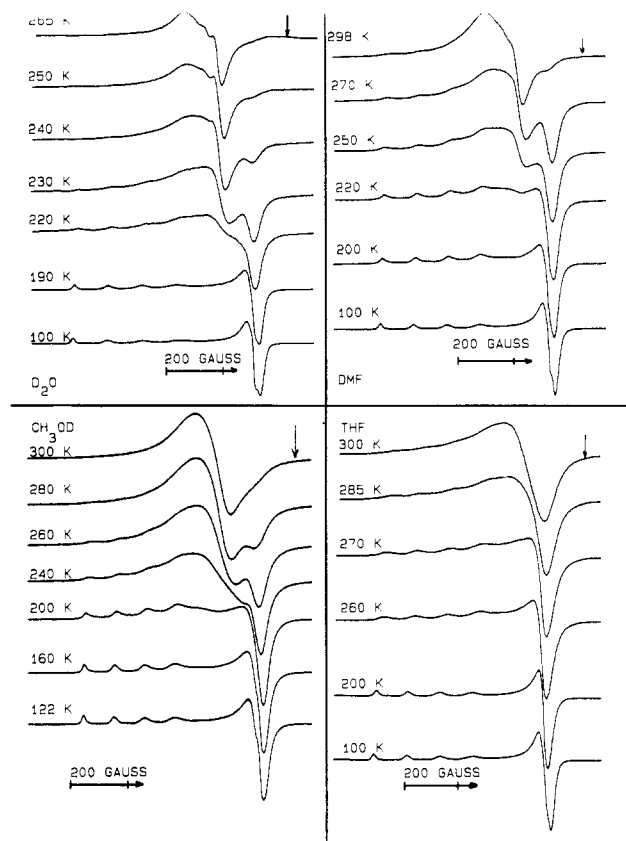 265 K
250 K
240 K
230 K
220 K
190 K
100 K
200 GAUSS
D2O
298 K
270 K
250 K
220 K
200 K
100 K
200 GAUSS
DMF
CH3OD
300 K
280 K
260 K
240 K
200 K
160 K
122 K
200 GAUSS
THF
300 K
285 K
270 K
260 K
200 K
100 K
200 GAUSS